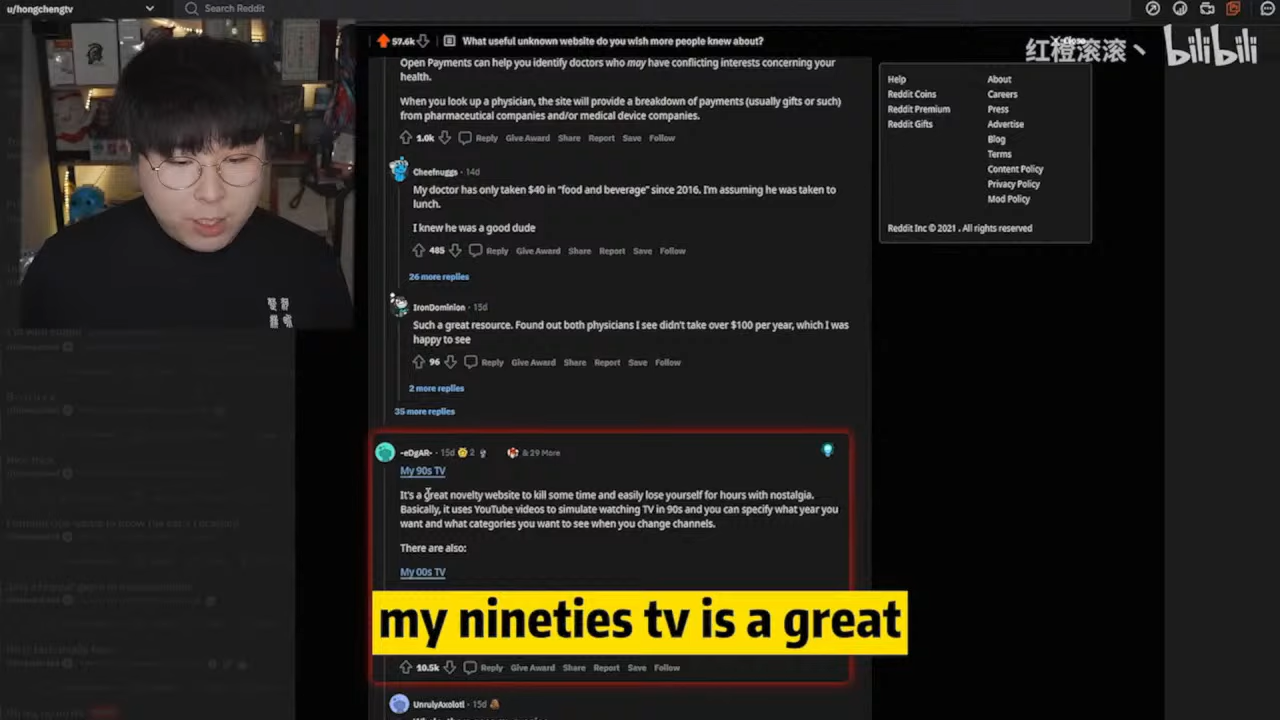 u/hongchengtv
Search Reddit
57.6k
What useful unknown website do you wish more people knew about?
Close
红橙滚滚丶 bilibili
Open Payments can help you identify doctors who may have conflicting interests concerning your
health.
When you look up a physician, the site will provide a breakdown of payments (usually gifts or such)
from pharmaceutical companies and/or medical device companies.
1.0k Reply Give Award Share Report Save Follow
Cheefnuggs · 14d
My doctor has only taken $40 in "food and beverage" since 2016. I'm assuming he was taken to
lunch.
I knew he was a good dude
485 Reply Give Award Share Report Save Follow
26 more replies
IronDominion · 15d
Such a great resource. Found out both physicians I see didn't take over $100 per year, which I was
happy to see
96 Reply Give Award Share Report Save Follow
2 more replies
35 more replies
-eDgAR- · 15d 2 & 29 More
My 90s TV
It's a great novelty website to kill some time and easily lose yourself for hours with nostalgia.
Basically, it uses YouTube videos to simulate watching TV in 90s and you can specify what year you
want and what categories you want to see when you change channels.
There are also:
My 00s TV
my nineties tv is a great
10.5k Reply Give Award Share Report Save Follow
UnrulyAxolotl · 15d
Help About
Reddit Coins Careers
Reddit Premium Press
Reddit Gifts Advertise
Blog
Terms
Content Policy
Privacy Policy
Mod Policy
Reddit Inc © 2021 . All rights reserved